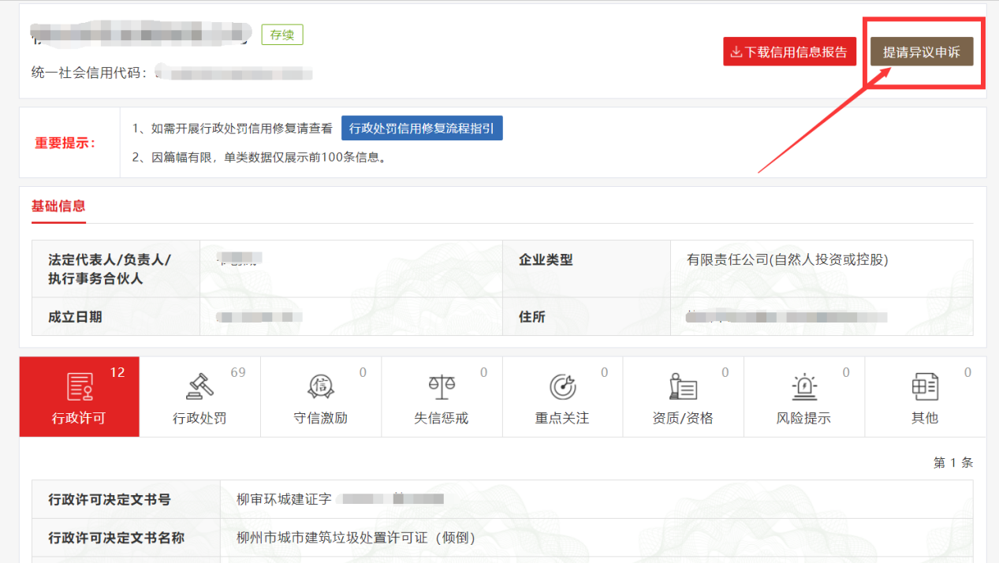 存续
统一社会信用代码：
下载信用信息报告
提请异议申诉
重要提示：
1、如需开展行政处罚信用修复请查看 行政处罚信用修复流程指引
2、因篇幅有限，单类数据仅展示前100条信息。
基础信息
法定代表人/负责人/
执行事务合伙人
企业类型
有限责任公司(自然人投资或控股)
成立日期
住所
12
行政许可
69
行政处罚
0
信
守信激励
0
失信惩戒
0
重点关注
0
资质/资格
0
风险提示
0
其他
第 1 条
行政许可决定文书号
柳审环城建证字
行政许可决定文书名称
柳州市城市建筑垃圾处置许可证（倾倒）